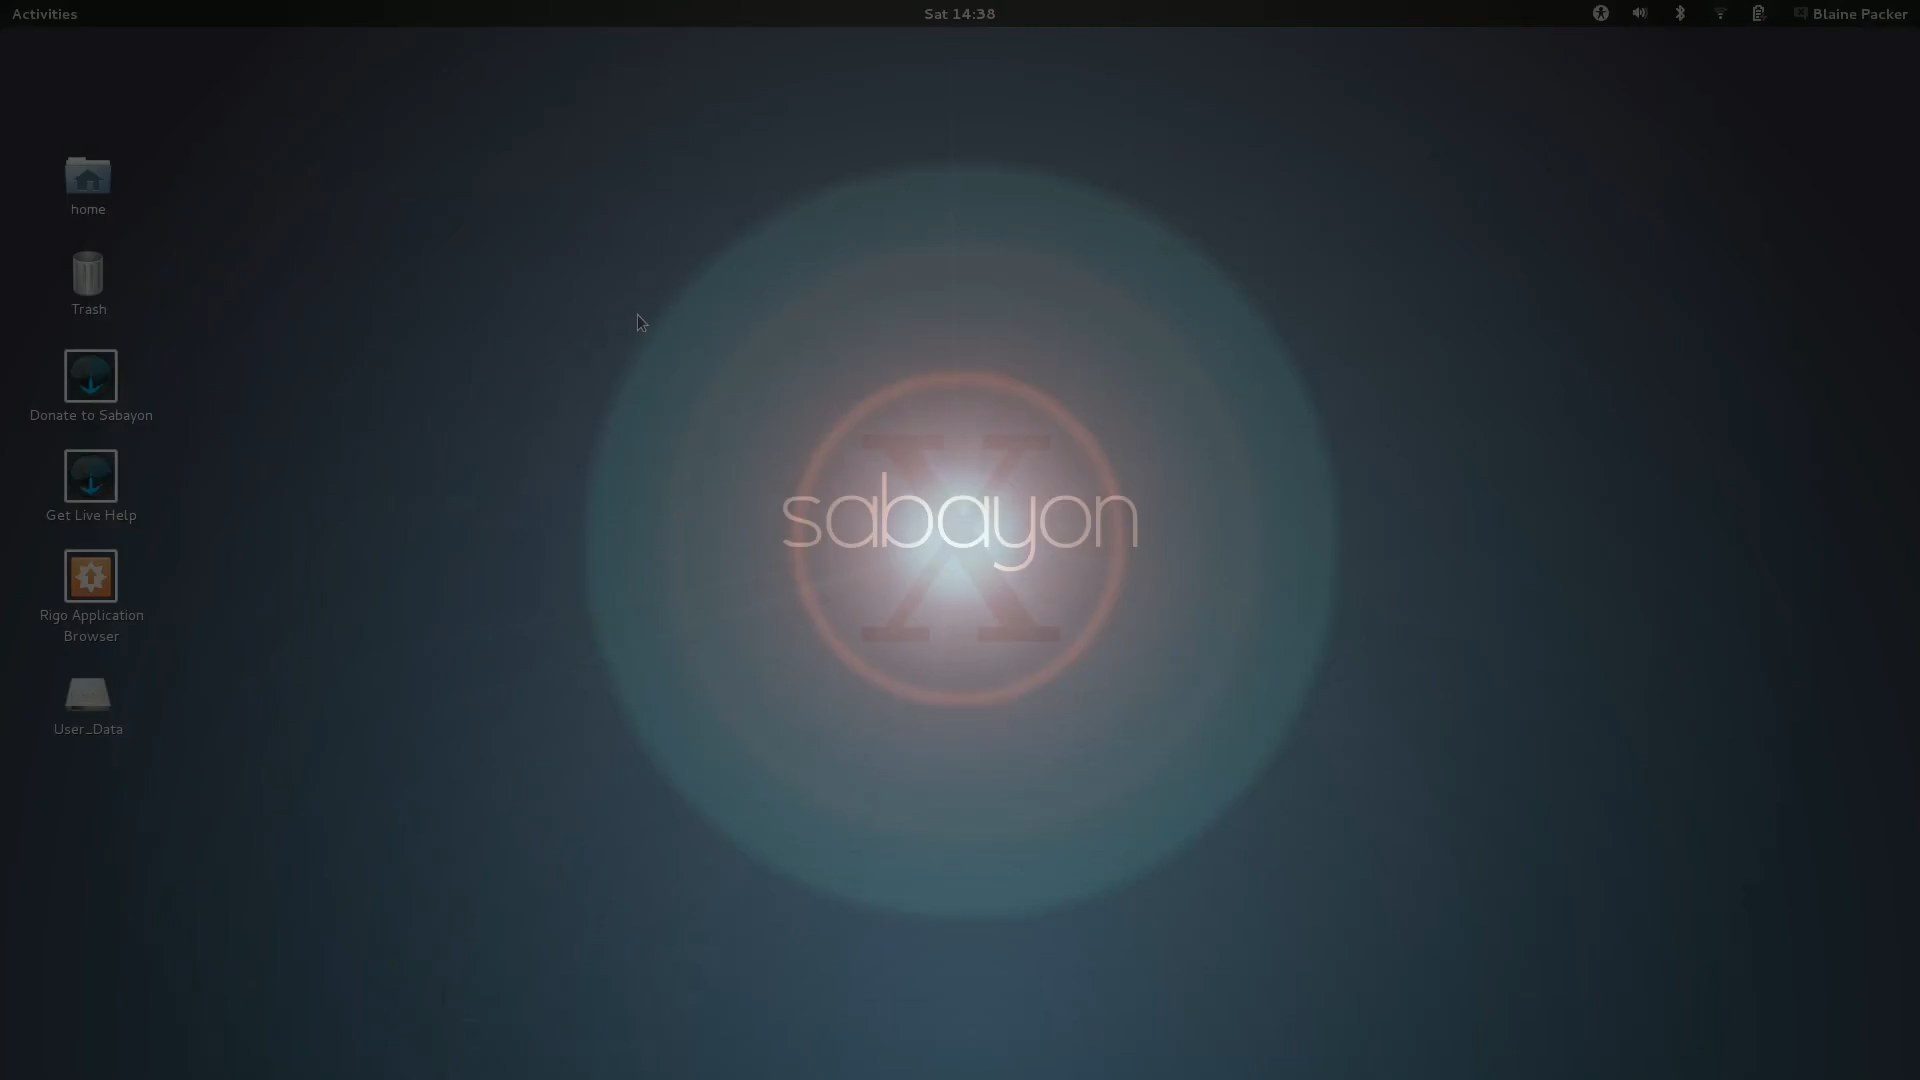 Activities
Sat 14:38
Blaine Packer
home
Trash
Donate to Sabayon
Get Live Help
Rigo Application
Browser
User_Data
X
sabayon